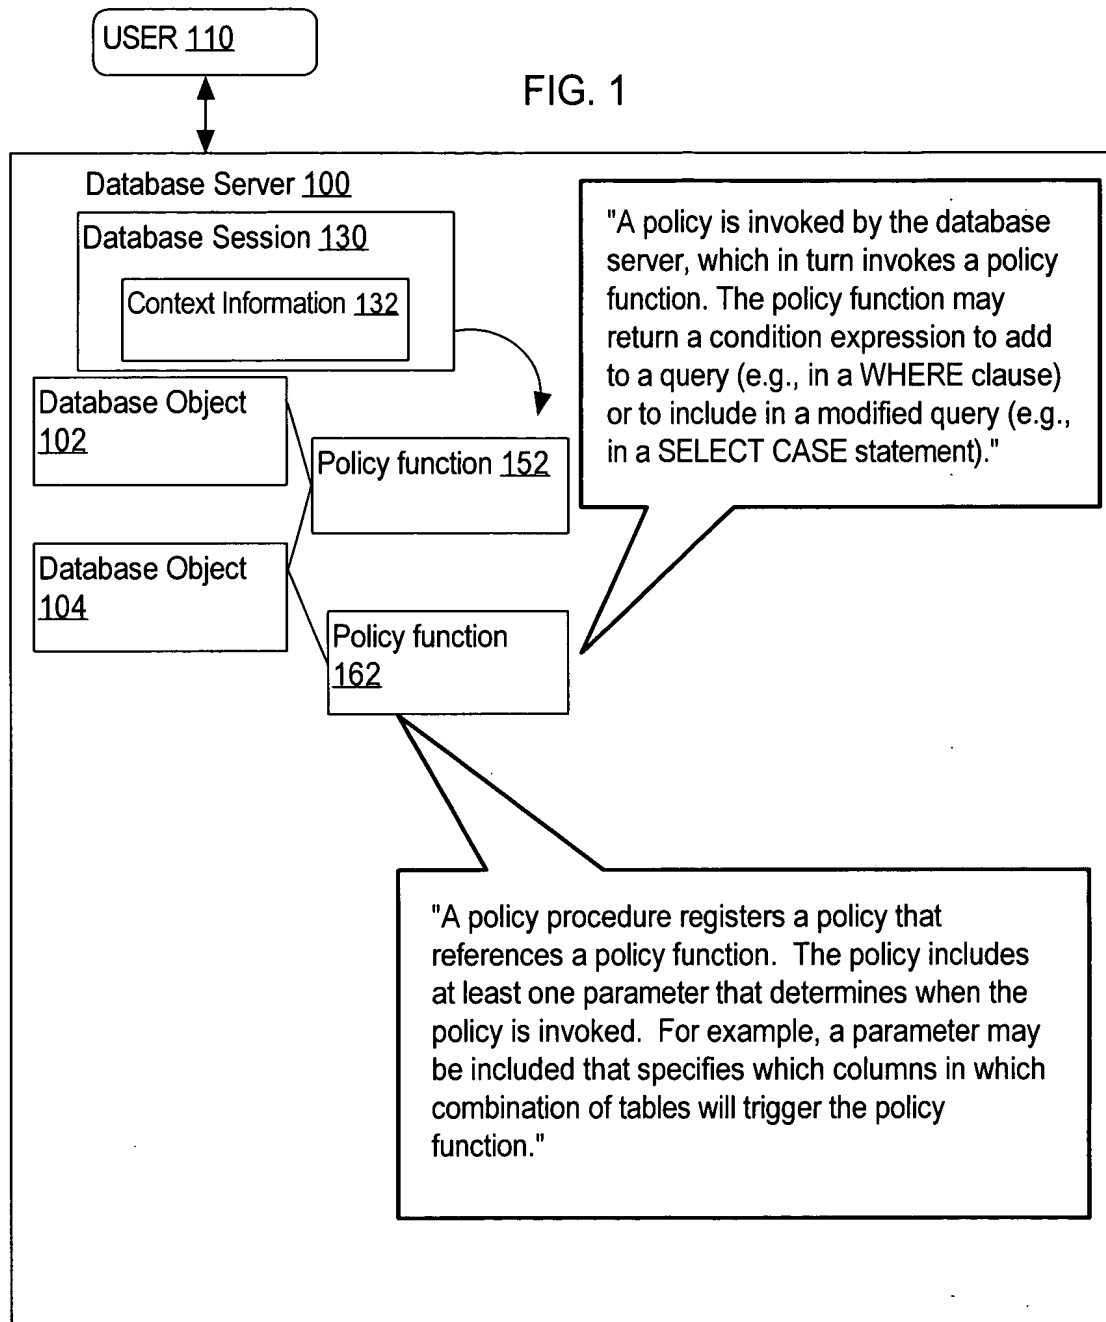 USER 110
FIG. 1
Database Server 100
Database Session 130
Context Information 132
Database Object
102
Policy function 152
Database Object
104
Policy function
162
"A policy is invoked by the database
server, which in turn invokes a policy
function. The policy function may
return a condition expression to add
to a query (e.g., in a WHERE clause)
or to include in a modified query (e.g.,
in a SELECT CASE statement)."
"A policy procedure registers a policy that
references a policy function. The policy includes
at least one parameter that determines when the
policy is invoked. For example, a parameter may
be included that specifies which columns in which
combination of tables will trigger the policy
function."